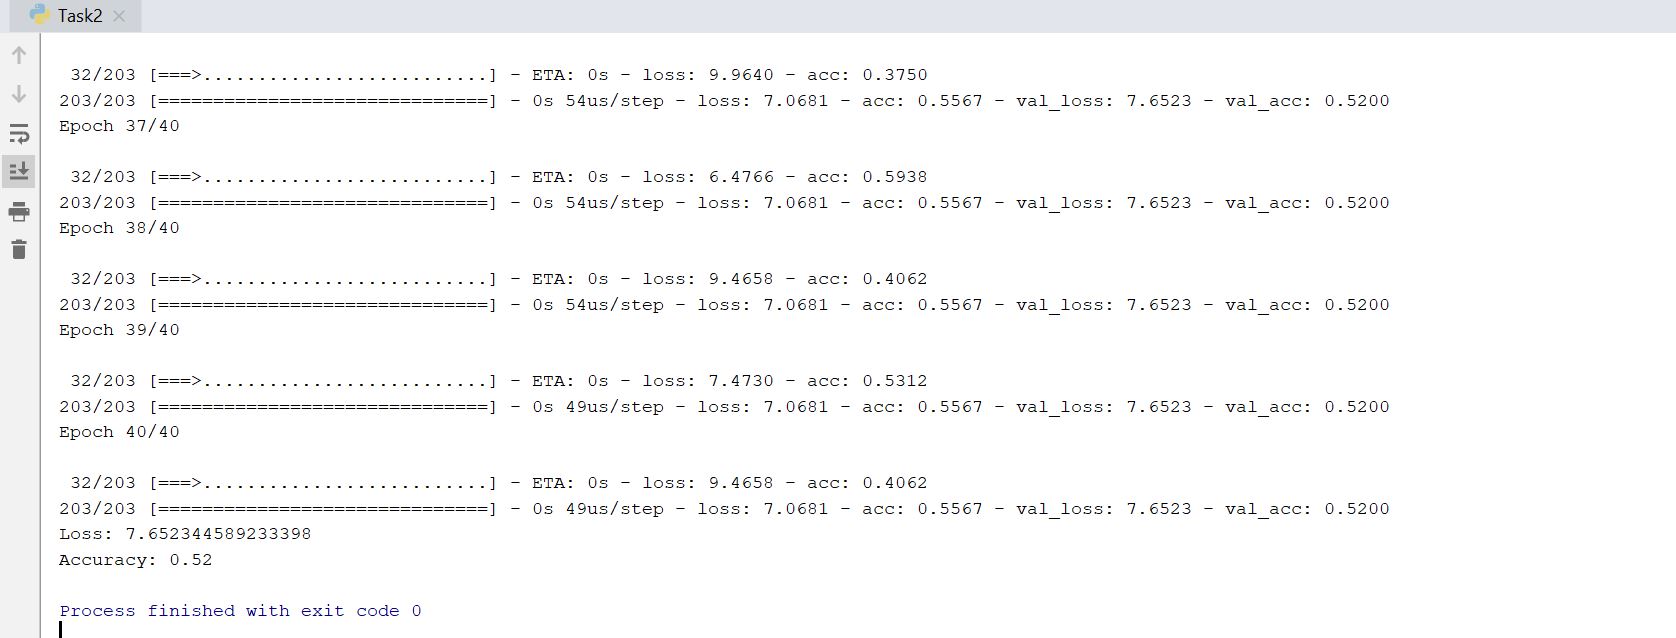 Task2
32/203 [===>..........................] - ETA: 0s - loss: 9.9640 - acc: 0.3750
203/203 [==============================] - 0s 54us/step - loss: 7.0681 - acc: 0.5567 - val_loss: 7.6523 - val_acc: 0.5200
Epoch 37/40
32/203 [===>..........................] - ETA: 0s - loss: 6.4766 - acc: 0.5938
203/203 [==============================] - 0s 54us/step - loss: 7.0681 - acc: 0.5567 - val_loss: 7.6523 - val_acc: 0.5200
Epoch 38/40
32/203 [===>..........................] - ETA: 0s - loss: 9.4658 - acc: 0.4062
203/203 [==============================] - 0s 54us/step - loss: 7.0681 - acc: 0.5567 - val_loss: 7.6523 - val_acc: 0.5200
Epoch 39/40
32/203 [===>..........................] - ETA: 0s - loss: 7.4730 - acc: 0.5312
203/203 [==============================] - 0s 49us/step - loss: 7.0681 - acc: 0.5567 - val_loss: 7.6523 - val_acc: 0.5200
Epoch 40/40
32/203 [===>..........................] - ETA: 0s - loss: 9.4658 - acc: 0.4062
203/203 [==============================] - 0s 49us/step - loss: 7.0681 - acc: 0.5567 - val_loss: 7.6523 - val_acc: 0.5200
Loss: 7.652344589233398
Accuracy: 0.52
Process finished with exit code 0